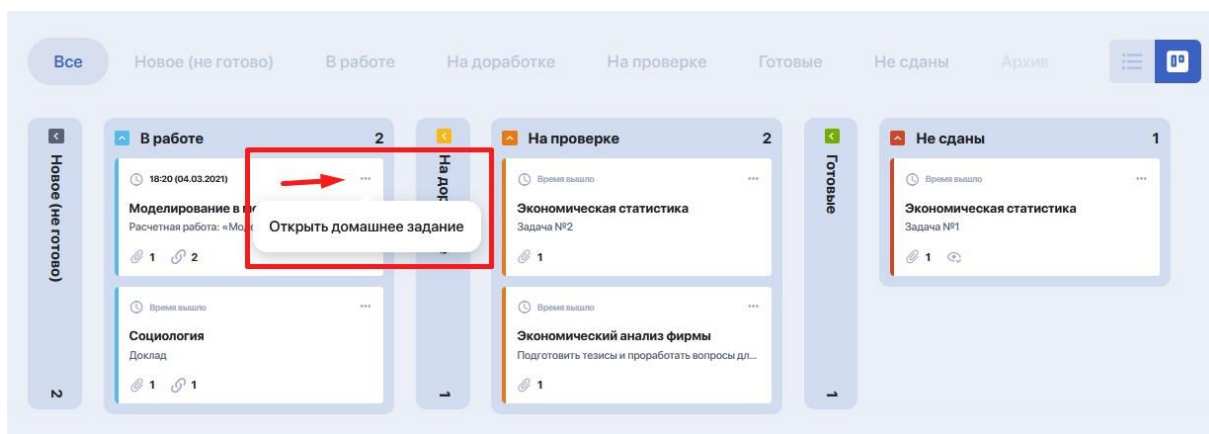 Все
Новое (не готово)
В работе
На доработке
На проверке
Готовые
Не сданы
Архив
Новое (не готово)
2
В работе 2
18:20 (04.03.2021)
Моделирование в
Расчетная работа:
1 2
Открыть домашнее задание
Время вышло
Социология
Доклад
1 1
1
На проверке 2
Время вышло
Экономическая статистика
Задача №2
1
Время вышло
Экономический анализ фирмы
Подготовить тезисы и проработать вопросы дл...
1
Готовые
1
Не сданы 1
Время вышло
Экономическая статистика
Задача №1
1